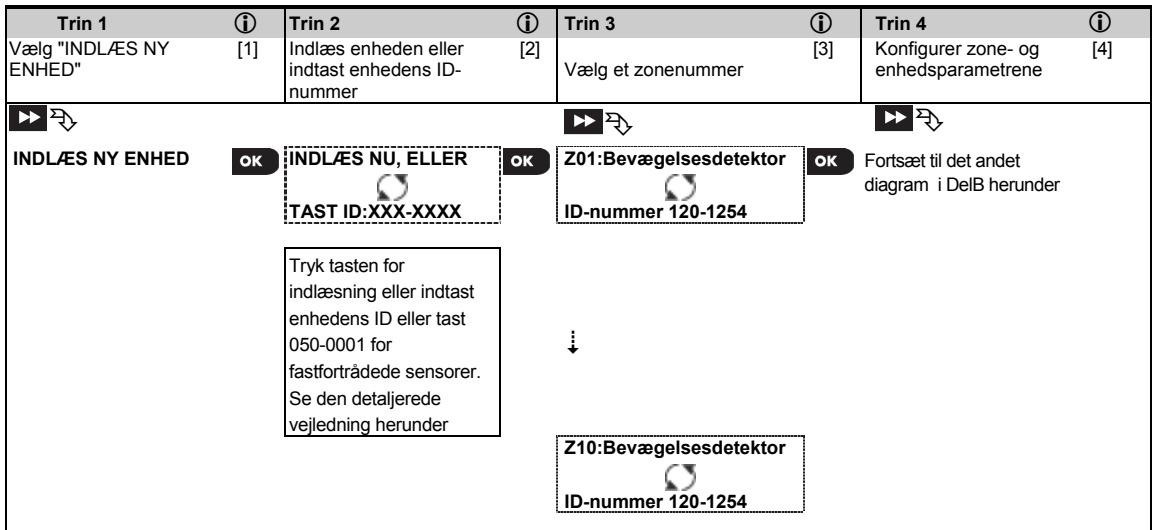 Trin 1
Vælg "INDLÆS NY
ENHED"
[1]
Trin 2
Indlæs enheden eller
indtast enhedens ID-
nummer
[2]
Trin 3
Vælg et zonenummer
[3]
Trin 4
Konfigurer zone- og
enhedsparametrene
[4]
INDLÆS NY ENHED
OK
INDLÆS NU, ELLER
TAST ID:XXX-XXXX
OK
Z01:Bevægelsesdetektor
ID-nummer 120-1254
OK
Fortsæt til det andet
diagram i DelB herunder
Tryk tasten for
indlæsning eller indtast
enhedens ID eller tast
050-0001 for
fastfortrådede sensorer.
Se den detaljerede
vejledning herunder
Z10:Bevægelsesdetektor
ID-nummer 120-1254